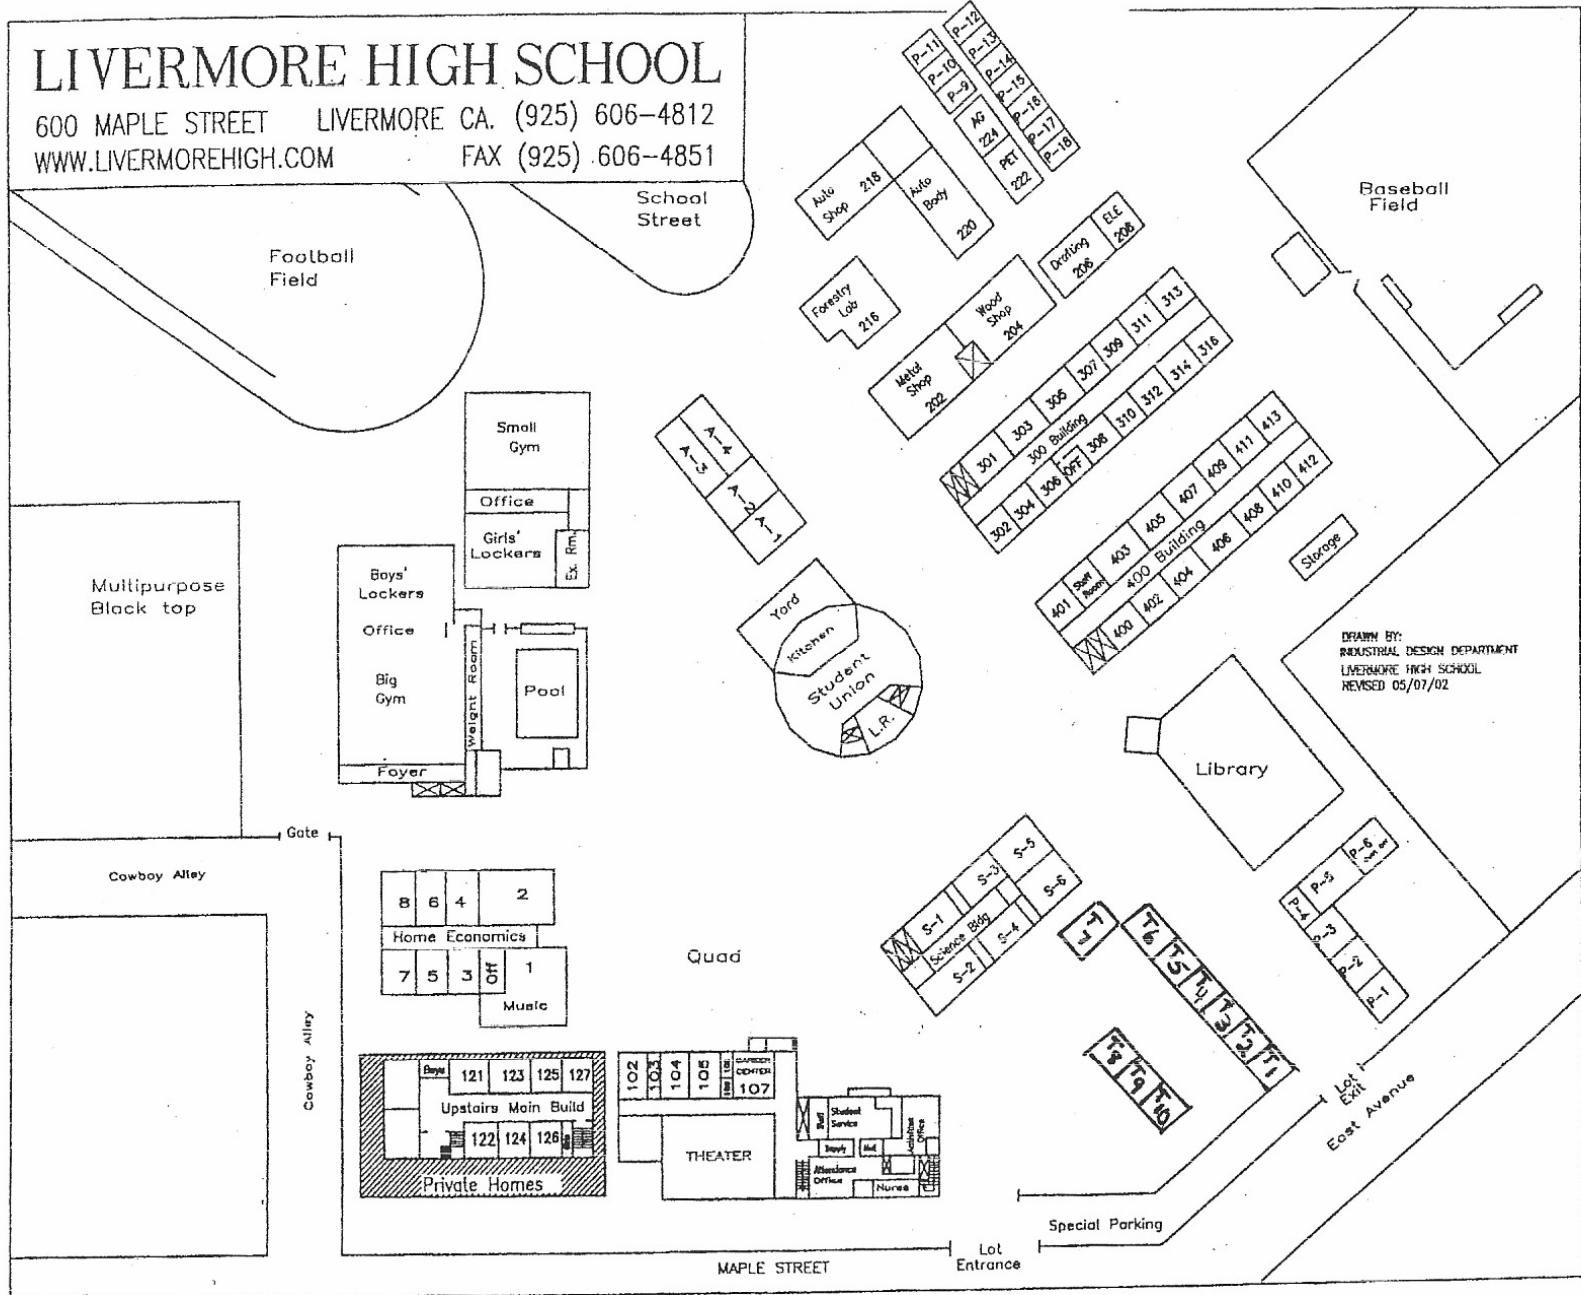 LIVERMORE HIGH SCHOOL
600 MAPLE STREET LIVERMORE CA. (925) 606-4812
WWW.LIVERMOREHIGH.COM FAX (925) 606-4851
P-12
P-13
P-14
P-15
P-16
P-17
P-18
P-11
P-10
P-9
AG
224
PET
222
Auto
Shop 218
Auto
Body
220
School
Street
Football
Field
Baseball
Field
ELE
208
Drafting
206
Forestry
Lab
216
Wood
Shop
204
Metal
Shop
202
301 303 305 307 309 311 313
300 Building
302 304 306 OFF 308 310 312 314 316
401 Staff Room 403 405 407 409 411 413
400 Building
400 402 404 406 408 410 412
Storage
Small
Gym
Office
Girls'
Lockers
Ex. Rm.
A-4
A-3
A-2
A-1
Boys'
Lockers
Office
Big
Gym
Weight Room
Pool
Foyer
Multipurpose
Black top
Yard
Kitchen
Student
Union
L.R.
DRAWN BY:
INDUSTRIAL DESIGN DEPARTMENT
LIVERMORE HIGH SCHOOL
REVISED 05/07/02
Library
Gate
Cowboy Alley
Cowboy Alley
8 6 4 2
Home Economics
7 5 3 Off 1
Music
Quad
S-1 S-3 S-5
Science Bldg
S-2 S-4 S-6
P-6
P-5
P-4
P-3
P-2
P-1
T7
T6
T5
T4
T3
T2
T1
T8
T9
T10
Boys 121 123 125 127
Upstairs Main Build
122 124 126
Private Homes
102 103 104 105
CAREER
CENTER
107
THEATER
Staff
Student
Service
Activities
Office
Supply
Attendance
Office
Nurse
Lot
Exit
East Avenue
Special Parking
Lot
Entrance
MAPLE STREET